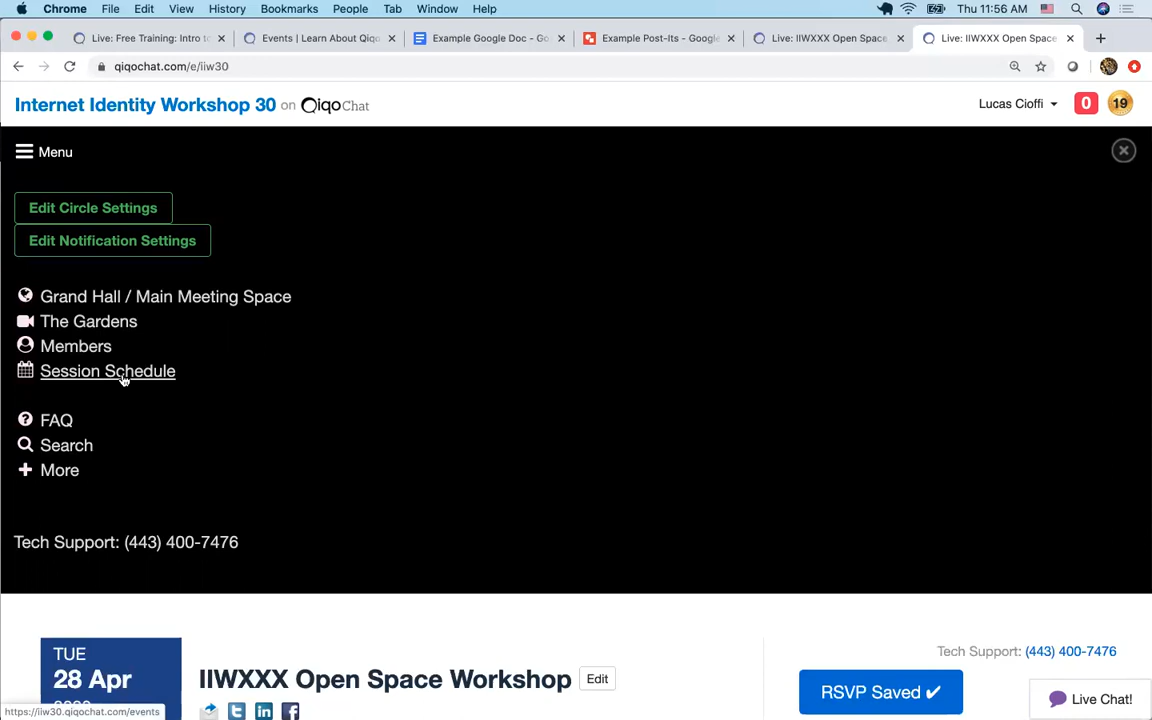 Chrome File Edit View History Bookmarks People Tab Window Help Thu 11:56 AM
Live: Free Training: Intro to Events | Learn About Qiqo Example Google Doc - Go Example Post-Its - Google Live: IIWXXX Open Space Live: IIWXXX Open Space
qiqochat.com/e/iiw30
Internet Identity Workshop 30 on QiqoChat Lucas Cioffi 0 19
Menu
Edit Circle Settings
Edit Notification Settings
Grand Hall / Main Meeting Space
The Gardens
Members
Session Schedule
FAQ
Search
More
Tech Support: (443) 400-7476
TUE
28 Apr
IIWXXX Open Space Workshop Edit
Tech Support: (443) 400-7476
RSVP Saved ✔
Live Chat!
https://iiw30.qiqochat.com/events